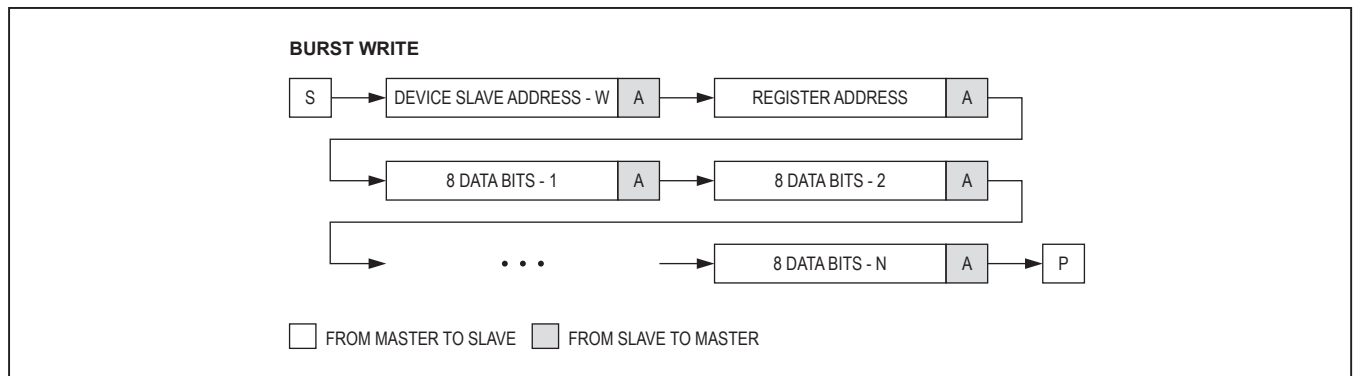 BURST WRITE
S DEVICE SLAVE ADDRESS - W A REGISTER ADDRESS A
8 DATA BITS - 1 A 8 DATA BITS - 2 A
• • • 8 DATA BITS - N A P
FROM MASTER TO SLAVE FROM SLAVE TO MASTER